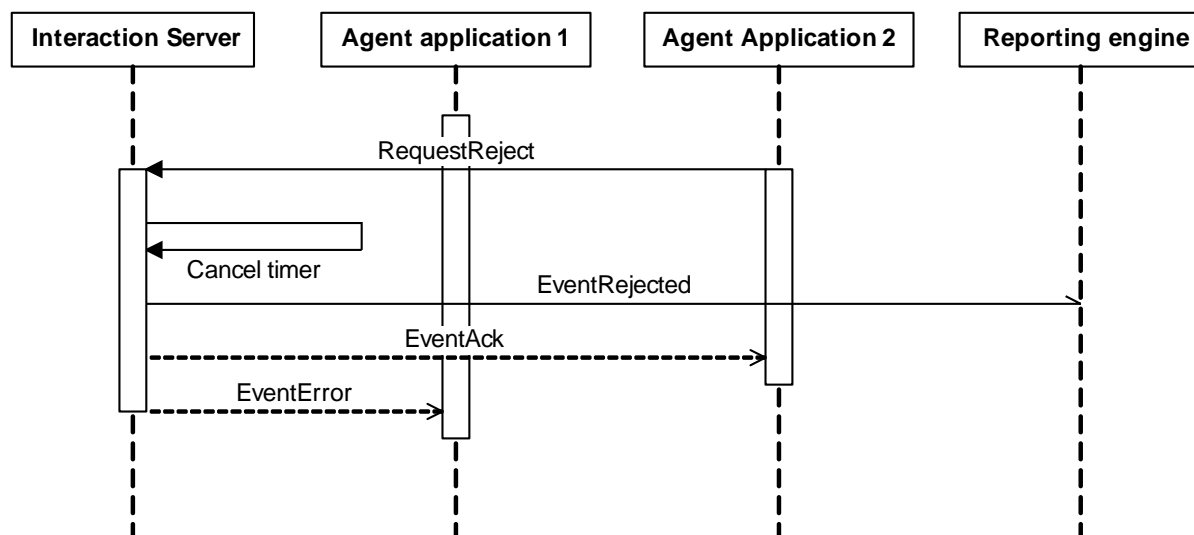 Interaction Server
Agent application 1
Agent Application 2
Reporting engine
RequestReject
Cancel timer
EventRejected
EventAck
EventError